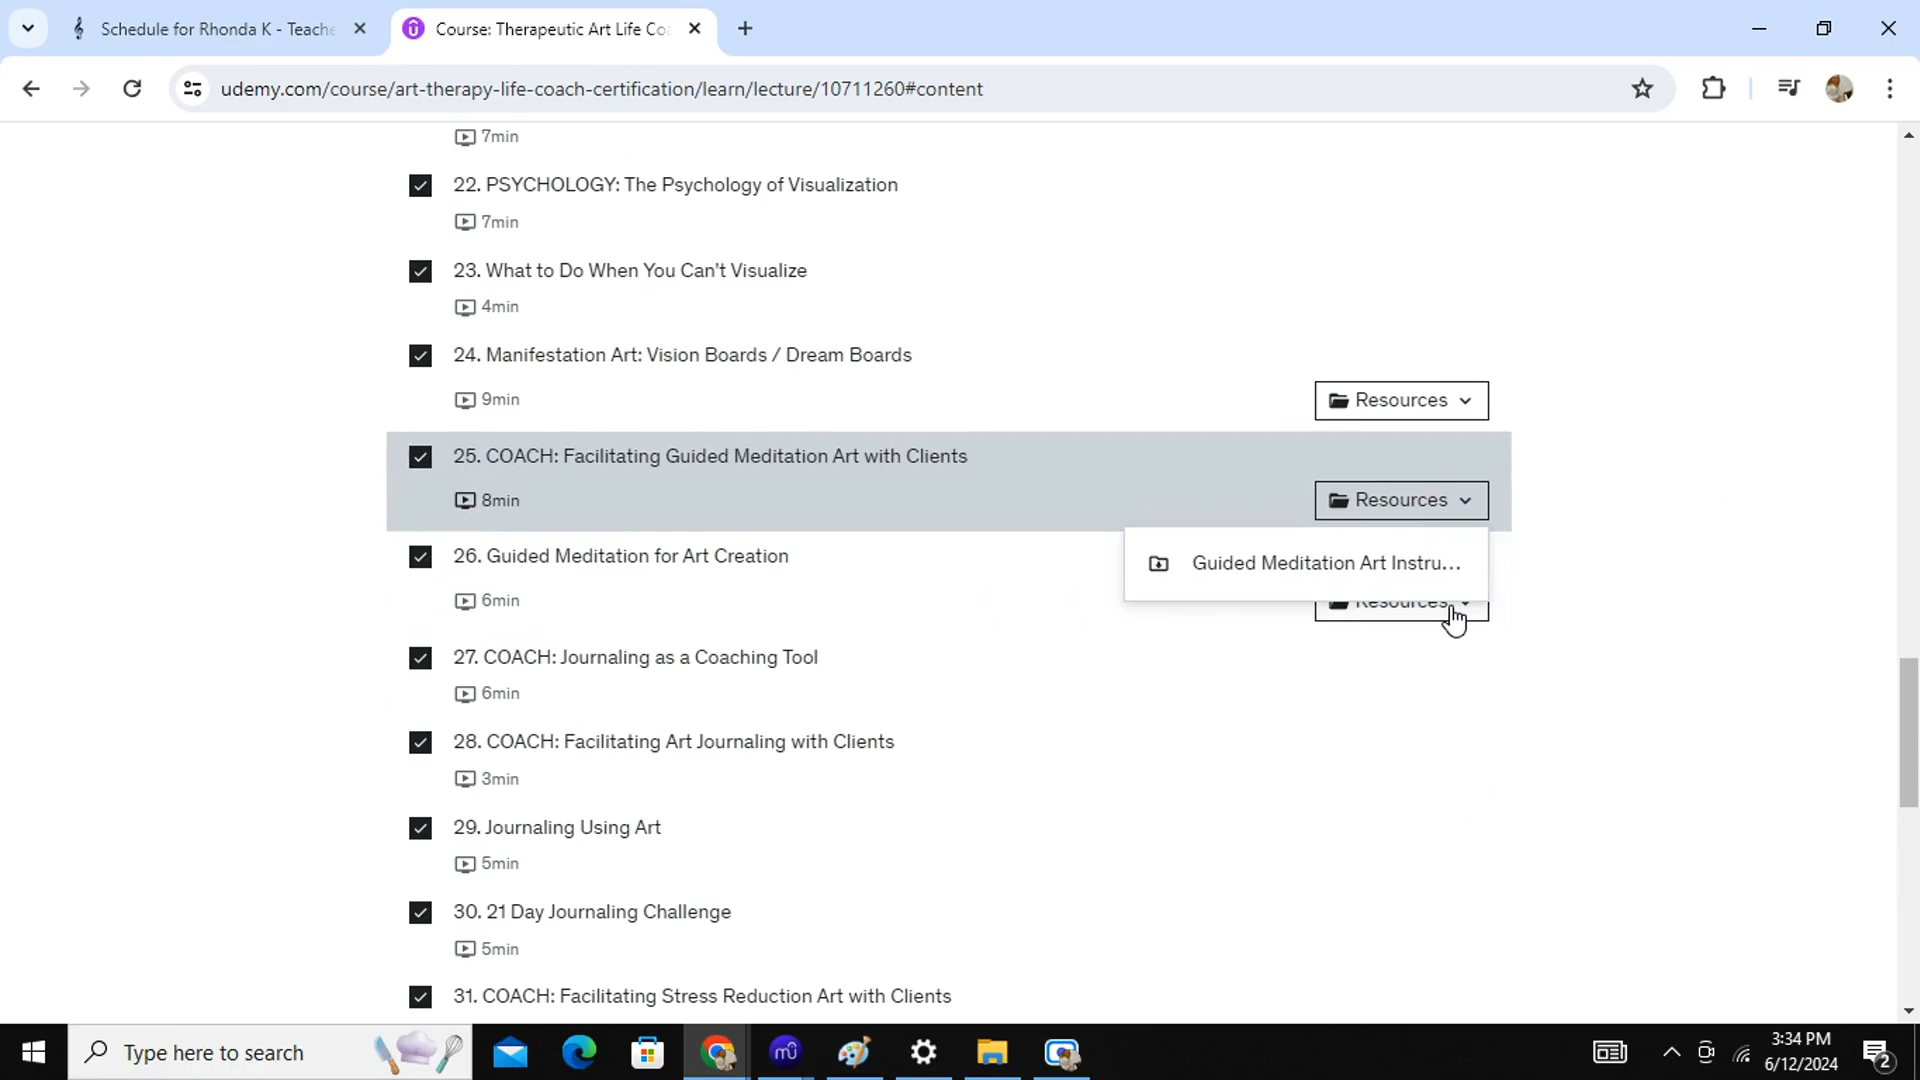 Schedule for Rhonda K - Teache
Course: Therapeutic Art Life Co
udemy.com/course/art-therapy-life-coach-certification/learn/lecture/10711260#content
7min
22. PSYCHOLOGY: The Psychology of Visualization
7min
23. What to Do When You Can't Visualize
4min
24. Manifestation Art: Vision Boards / Dream Boards
9min
Resources
25. COACH: Facilitating Guided Meditation Art with Clients
8min
Resources
26. Guided Meditation for Art Creation
Guided Meditation Art Instru...
6min
Resources
27. COACH: Journaling as a Coaching Tool
6min
28. COACH: Facilitating Art Journaling with Clients
3min
29. Journaling Using Art
5min
30. 21 Day Journaling Challenge
5min
31. COACH: Facilitating Stress Reduction Art with Clients
Type here to search
3:34 PM
6/12/2024
2